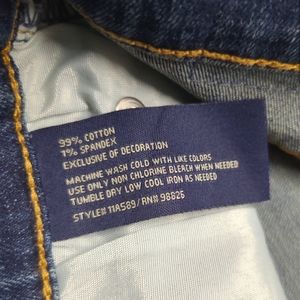 99% COTTON
1% SPANDEX
EXCLUSIVE OF DECORATION
MACHINE WASH COLD WITH LIKE COLORS
USE ONLY NON CHLORINE BLEACH WHEN NEEDED
TUMBLE DRY LOW COOL IRON AS NEEDED
STYLE# 11A589/ RN# 98826